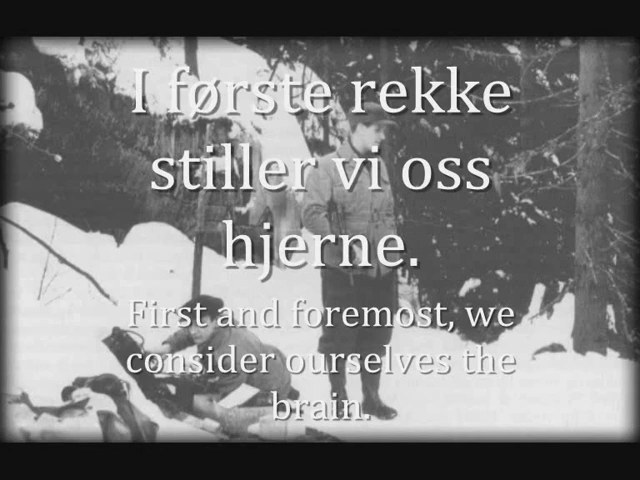 I første rekke
stiller vi oss
hjerne.
First and foremost, we
consider ourselves the
brain.